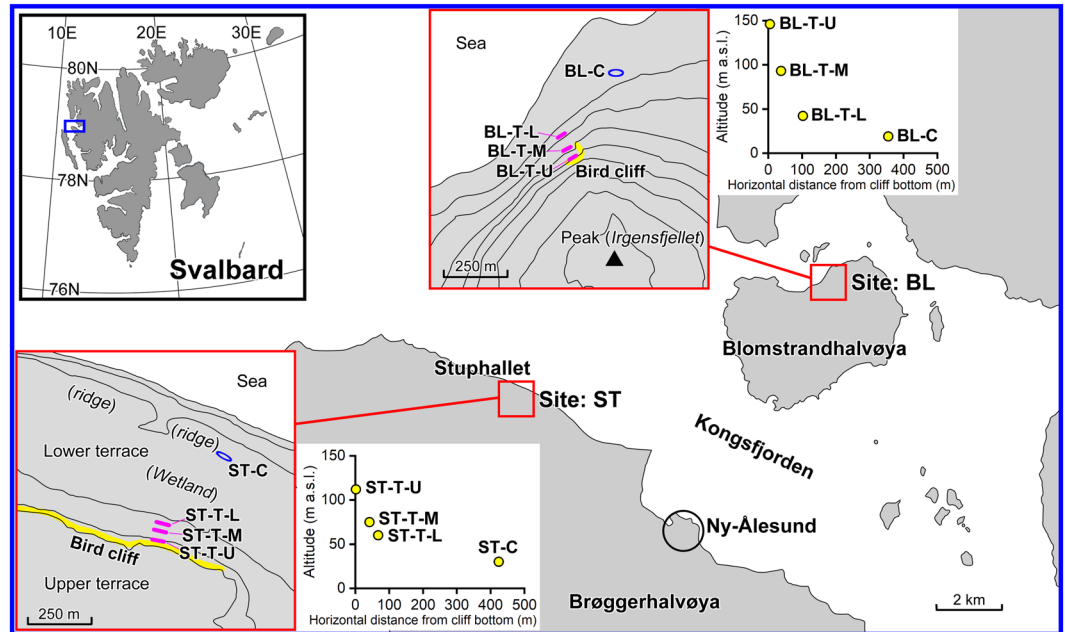 10E 20E 30E
80N
78N
76N
Svalbard
Sea
BL-C
BL-T-L
BL-T-M
BL-T-U
Bird cliff
Peak (Irgensfjellet)
250 m
Altitude (m a.s.l.)
150
100
50
0
BL-T-U
BL-T-M
BL-T-L
BL-C
0 100 200 300 400 500
Horizontal distance from cliff bottom (m)
Site: BL
Blomstrandhalvøya
Stuphallet
Site: ST
Kongsfjorden
Ny-Ålesund
Brøggerhalvøya
2 km
Sea
(ridge)
(ridge)
Lower terrace
ST-C
(Wetland)
ST-T-L
ST-T-M
ST-T-U
Bird cliff
Upper terrace
250 m
Altitude (m a.s.l.)
150
100
50
0
ST-T-U
ST-T-M
ST-T-L
ST-C
0 100 200 300 400 500
Horizontal distance from cliff bottom (m)